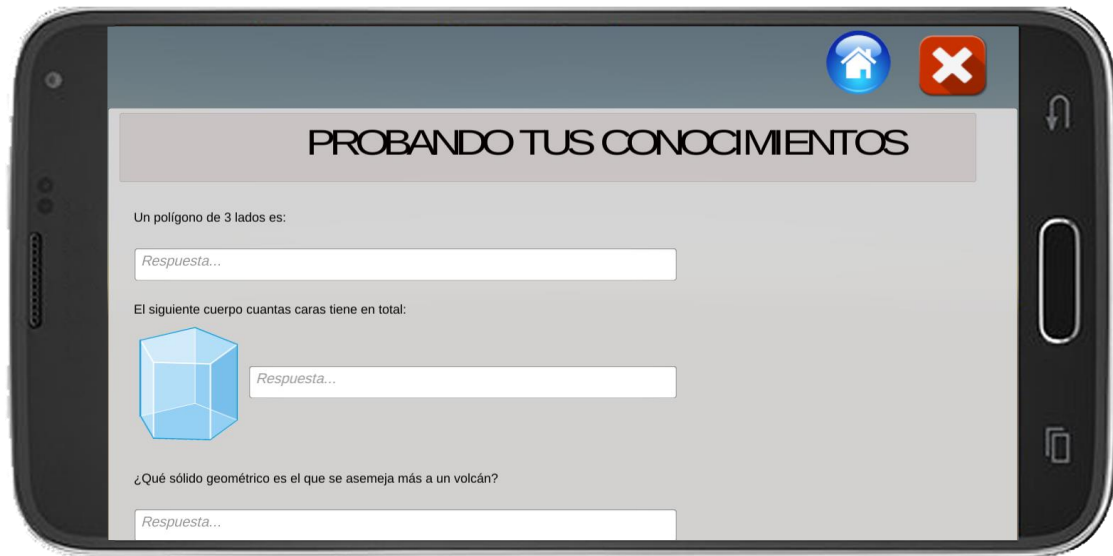 PROBANDO TUS CONOCIMIENTOS
Un polígono de 3 lados es:
Respuesta...
El siguiente cuerpo cuantas caras tiene en total:
Respuesta...
¿Qué sólido geométrico es el que se asemeja más a un volcán?
Respuesta...